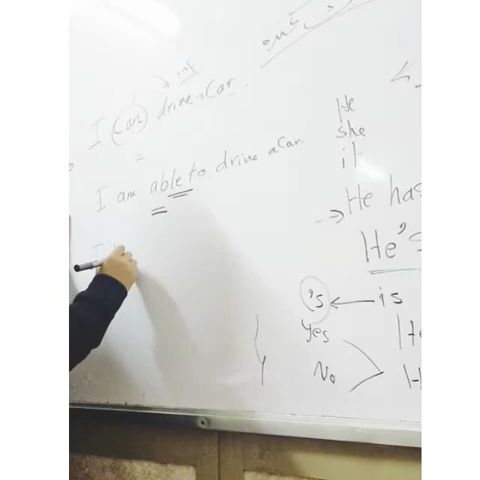 inf
I can drive a Car.
=
I am able to drive a Car.
He
she
it
He has
He's
's ← is
Yes
No